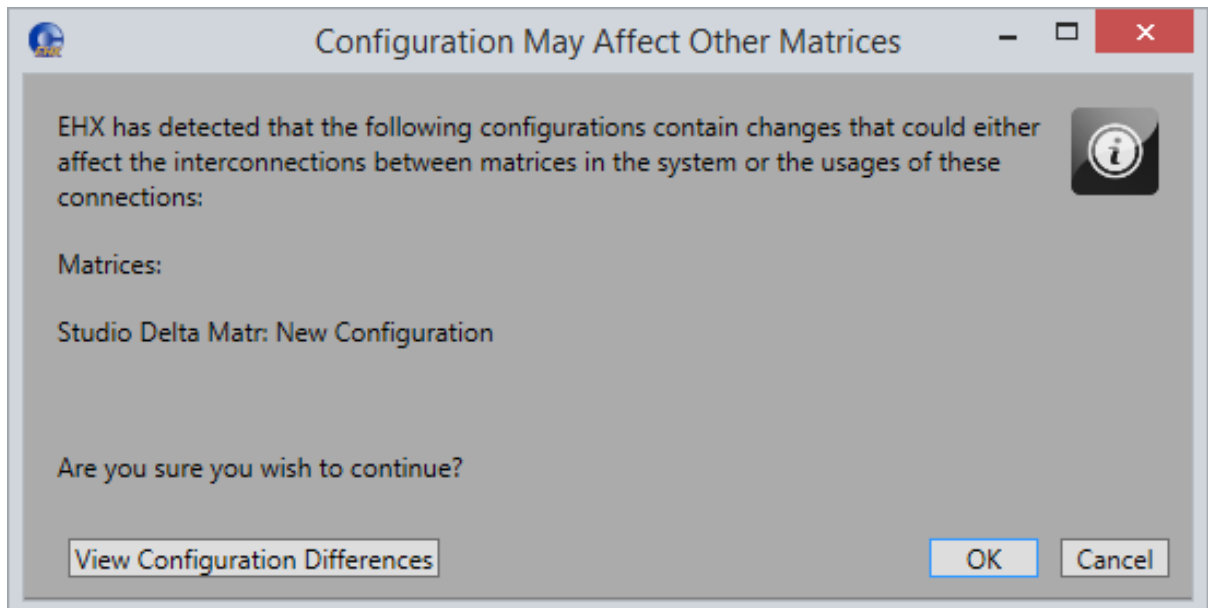 Configuration May Affect Other Matrices
EHX has detected that the following configurations contain changes that could either
affect the interconnections between matrices in the system or the usages of these
connections:
Matrices:
Studio Delta Matr: New Configuration
Are you sure you wish to continue?
View Configuration Differences
OK
Cancel